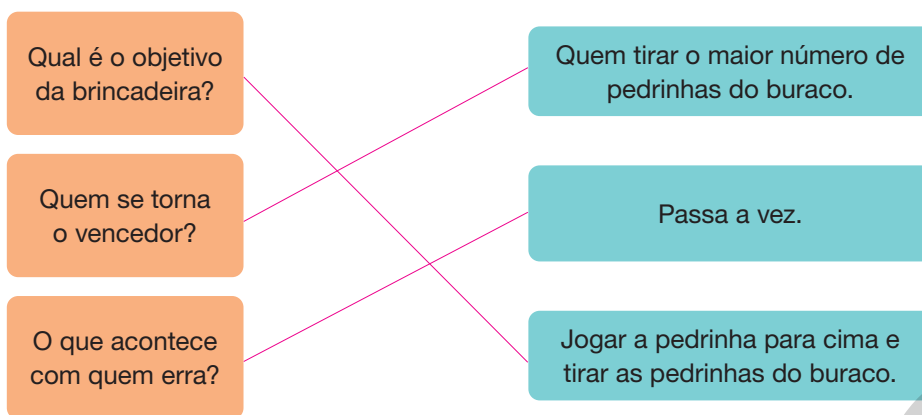 Qual é o objetivo
da brincadeira?
Quem tirar o maior número de
pedrinhas do buraco.
Quem se torna
o vencedor?
Passa a vez.
O que acontece
com quem erra?
Jogar a pedrinha para cima e
tirar as pedrinhas do buraco.